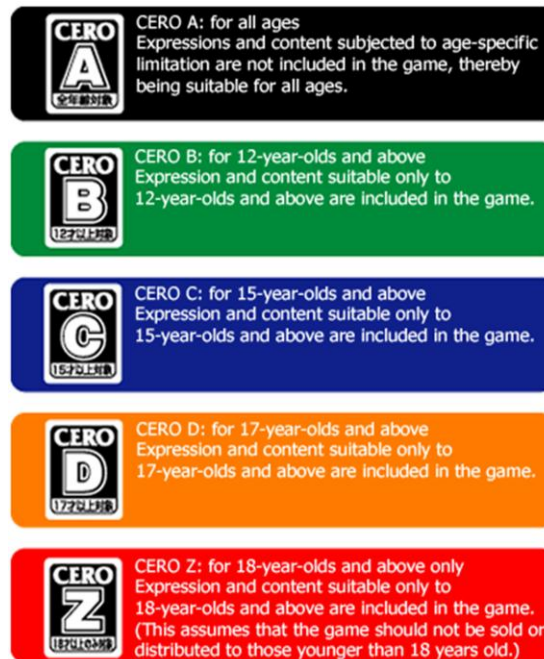 CERO
A
全年齢対象
CERO A: for all ages
Expressions and content subjected to age-specific
limitation are not included in the game, thereby
being suitable for all ages.
CERO
B
12才以上対象
CERO B: for 12-year-olds and above
Expression and content suitable only to
12-year-olds and above are included in the game.
CERO
C
15才以上対象
CERO C: for 15-year-olds and above
Expression and content suitable only to
15-year-olds and above are included in the game.
CERO
D
17才以上対象
CERO D: for 17-year-olds and above
Expression and content suitable only to
17-year-olds and above are included in the game.
CERO
Z
18才以上のみ対象
CERO Z: for 18-year-olds and above only
Expression and content suitable only to
18-year-olds and above are included in the game.
(This assumes that the game should not be sold or
distributed to those younger than 18 years old.)